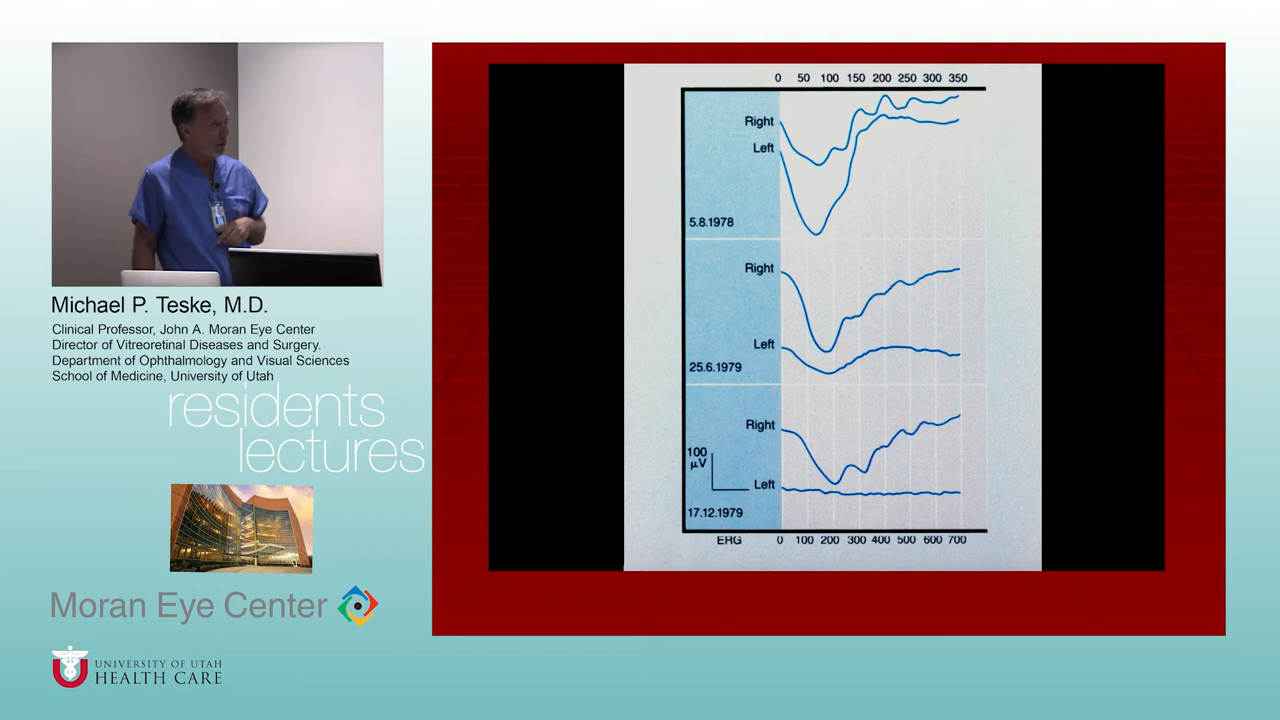 Michael P. Teske, M.D.
Clinical Professor, John A. Moran Eye Center
Director of Vitreoretinal Diseases and Surgery.
Department of Ophthalmology and Visual Sciences
School of Medicine, University of Utah
residents
lectures
Moran Eye Center
UNIVERSITY OF UTAH
HEALTH CARE
0 50 100 150 200 250 300 350
Right
Left
5.8.1978
Right
Left
25.6.1979
Right
100
μV
Left
17.12.1979
ERG 0 100 200 300 400 500 600 700